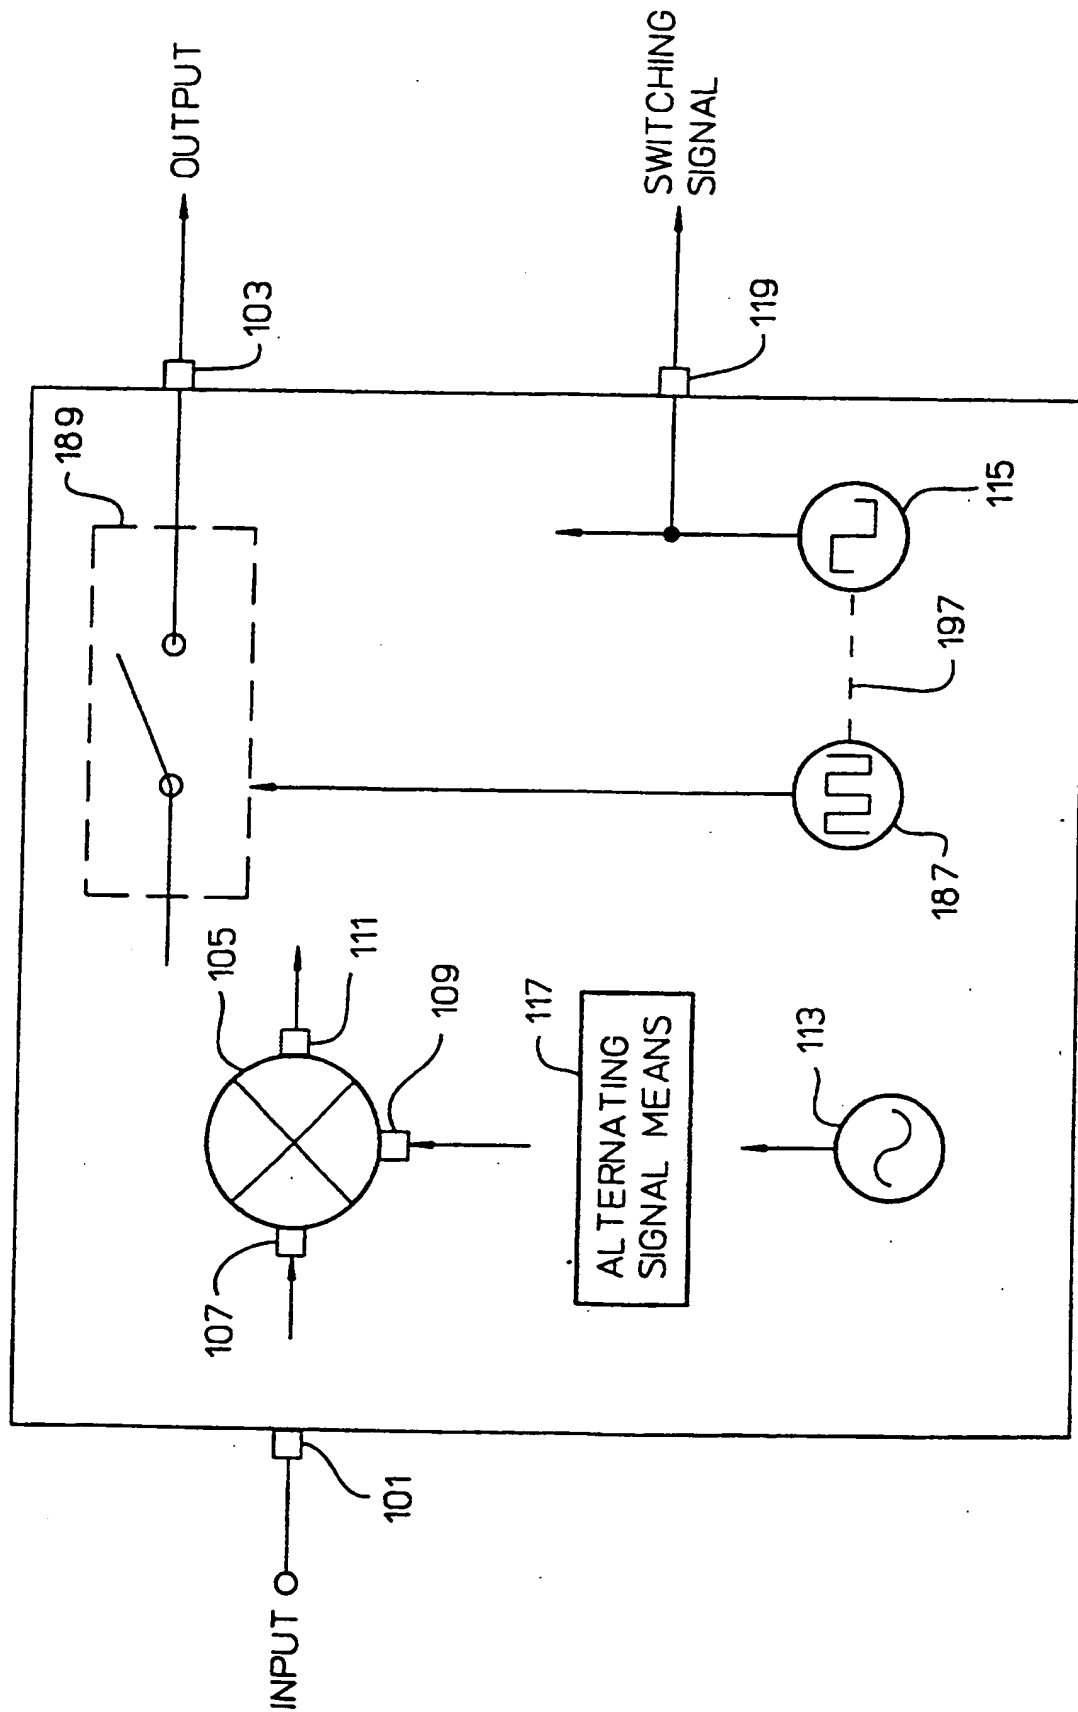 OUTPUT
103
189
SWITCHING
SIGNAL
119
105
111
109
107
117
ALTERNATING
SIGNAL MEANS
113
115
197
187
101
INPUT